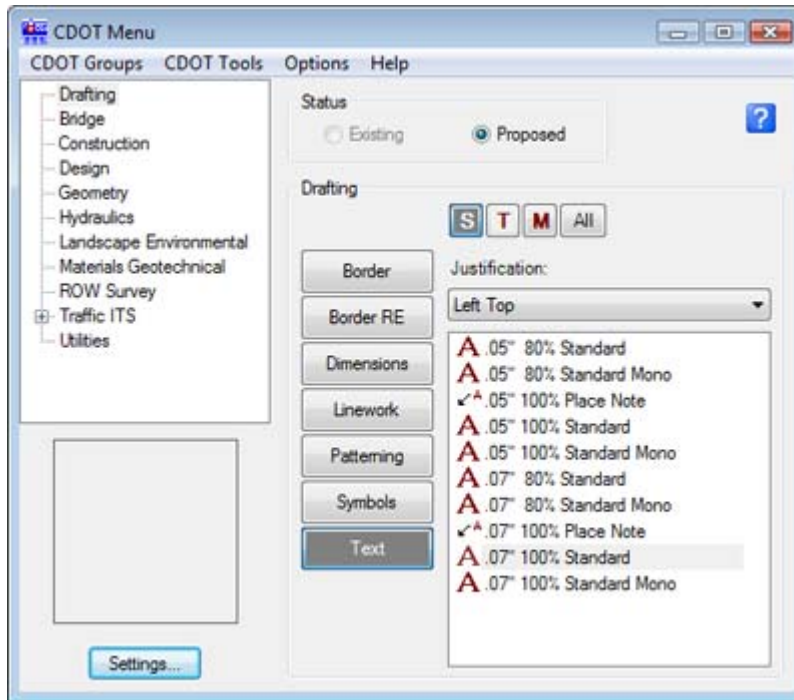 CDOT Menu
CDOT Groups CDOT Tools Options Help
Drafting
Bridge
Construction
Design
Geometry
Hydraulics
Landscape Environmental
Materials Geotechnical
ROW Survey
Traffic ITS
Utilities
Settings...
Status
Existing Proposed
?
Drafting
S T M All
Border
Border RE
Dimensions
Linework
Patterning
Symbols
Text
Justification:
Left Top
A .05" 80% Standard
A .05" 80% Standard Mono
A .05" 100% Place Note
A .05" 100% Standard
A .05" 100% Standard Mono
A .07" 80% Standard
A .07" 80% Standard Mono
A .07" 100% Place Note
A .07" 100% Standard
A .07" 100% Standard Mono